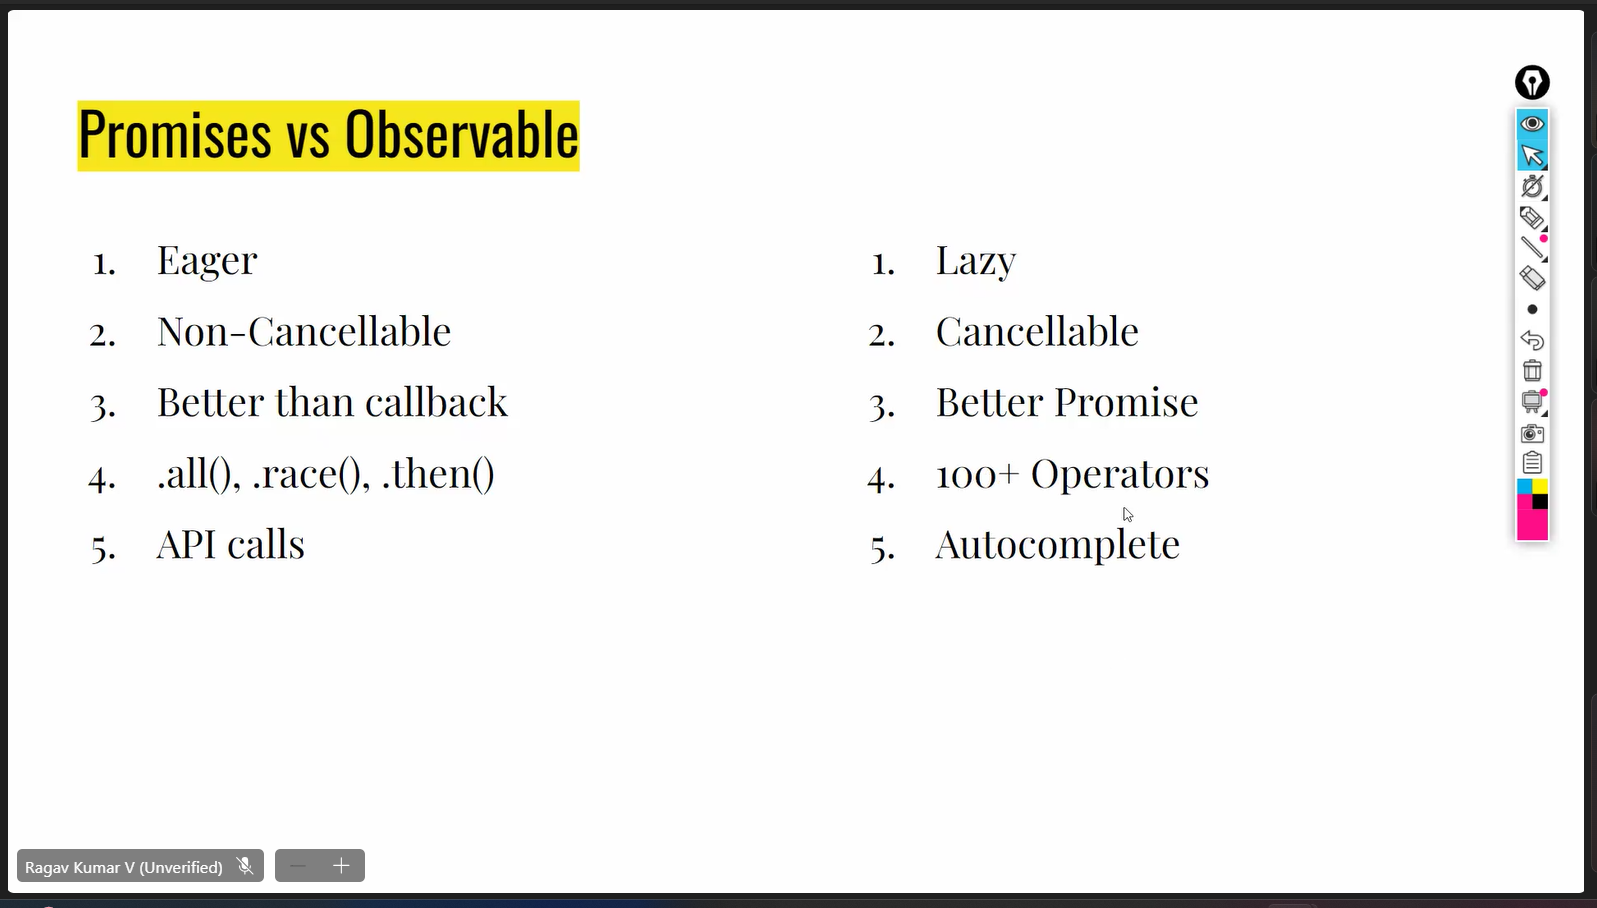 Promises vs Observable
1. Eager
2. Non-Cancellable
3. Better than callback
4. .all(), .race(), .then()
5. API calls
1. Lazy
2. Cancellable
3. Better Promise
4. 100+ Operators
5. Autocomplete
Ragav Kumar V (Unverified)